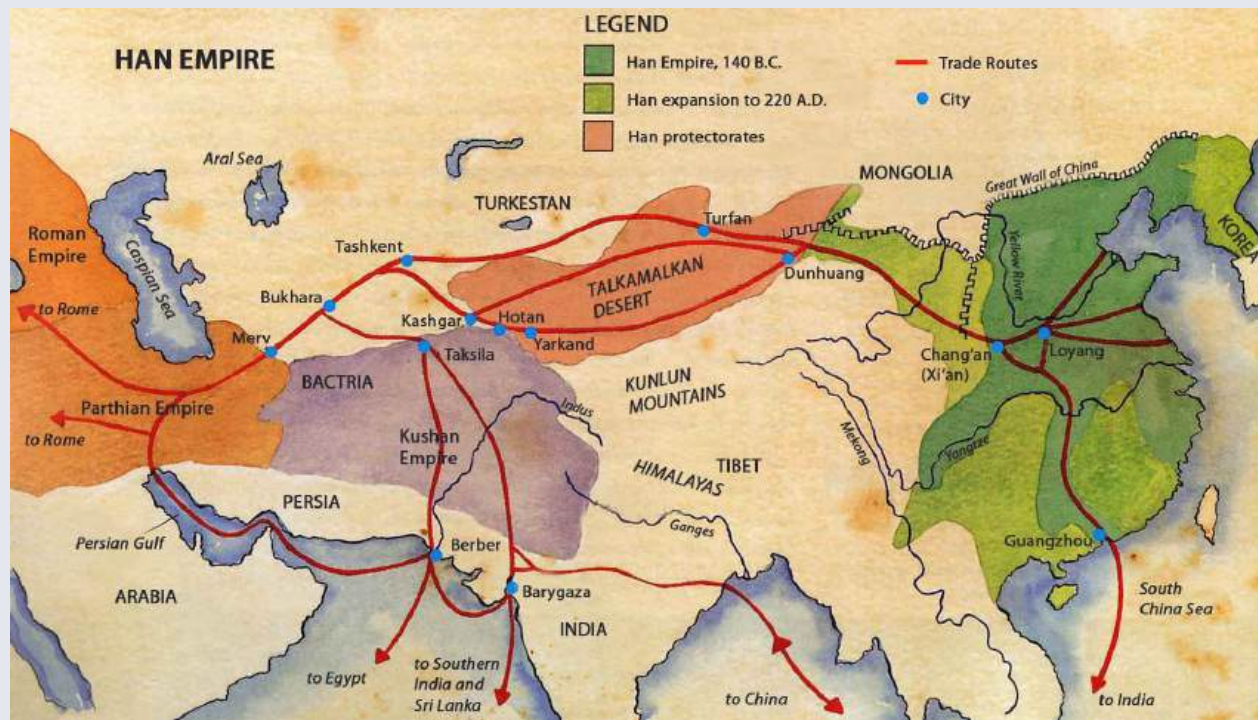 HAN EMPIRE
LEGEND
Han Empire, 140 B.C.
Han expansion to 220 A.D.
Han protectorates
Trade Routes
City
Aral Sea
Caspian Sea
Roman
Empire
to Rome
Parthian Empire
to Rome
Merv
Bukhara
Tashkent
TURKESTAN
MONGOLIA
Great Wall of China
KOREA
Turfan
Dunhuang
TALKAMALKAN
DESERT
Kashgar
Hotan
Yarkand
Taksila
BACTRIA
Kushan
Empire
Indus
KUNLUN
MOUNTAINS
HIMALAYAS
TIBET
Ganges
Mekong
Yangtze
Yellow River
Chang'an
(Xi'an)
Loyang
Guangzhou
South
China Sea
to India
PERSIA
Persian Gulf
ARABIA
Berber
Barygaza
INDIA
to Egypt
to Southern
India and
Sri Lanka
to China